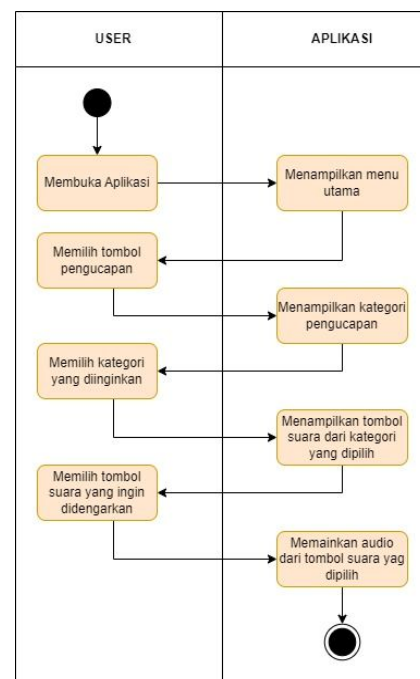 USER
APLIKASI
Membuka Aplikasi
Menampilkan menu
utama
Memilih tombol
pengucapan
Menampilkan kategori
pengucapan
Memilih kategori
yang diinginkan
Menampilkan tombol
suara dari kategori
yang dipilih
Memilih tombol
suara yang ingin
didengarkan
Memainkan audio
dari tombol suara yag
dipilih